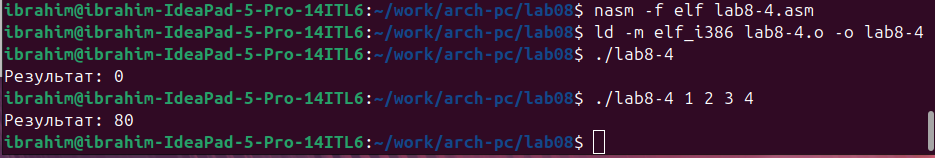 ibrahim@ibrahim-IdeaPad-5-Pro-14ITL6:~/work/arch-pc/lab08$ nasm -f elf lab8-4.asm
ibrahim@ibrahim-IdeaPad-5-Pro-14ITL6:~/work/arch-pc/lab08$ ld -m elf_i386 lab8-4.o -o lab8-4
ibrahim@ibrahim-IdeaPad-5-Pro-14ITL6:~/work/arch-pc/lab08$ ./lab8-4
Результат: 0
ibrahim@ibrahim-IdeaPad-5-Pro-14ITL6:~/work/arch-pc/lab08$ ./lab8-4 1 2 3 4
Результат: 80
ibrahim@ibrahim-IdeaPad-5-Pro-14ITL6:~/work/arch-pc/lab08$